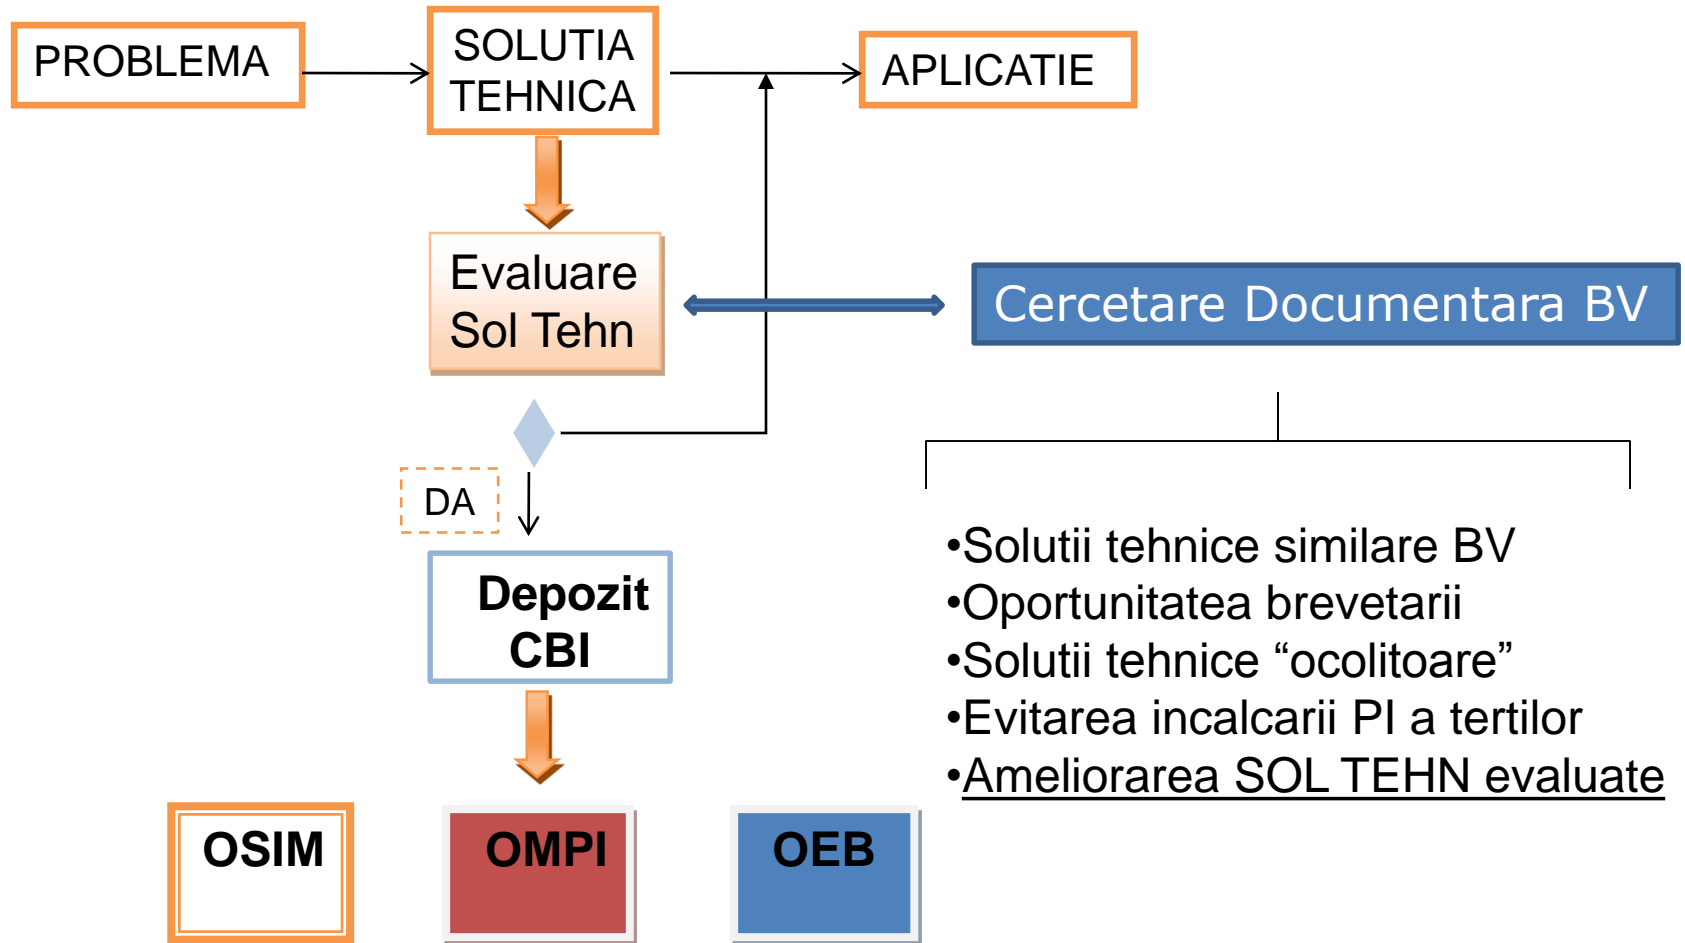 PROBLEMA
SOLUTIA
TEHNICA
APLICATIE
Evaluare
Sol Tehn
Cercetare Documentara BV
DA
Depozit
CBI
•Solutii tehnice similare BV
•Oportunitatea brevetarii
•Solutii tehnice “ocolitoare”
•Evitarea incalcarii PI a tertilor
•Ameliorarea SOL TEHN evaluate
OSIM
OMPI
OEB